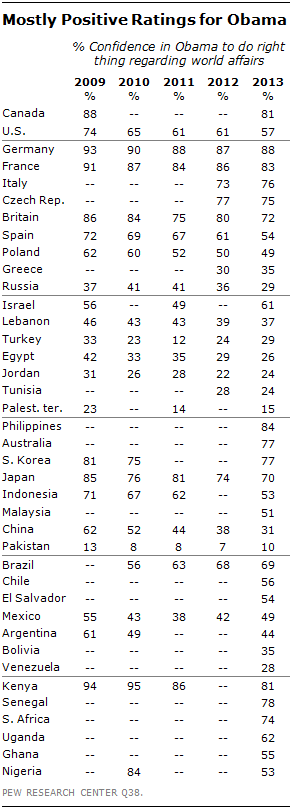 Mostly Positive Ratings for Obama
% Confidence in Obama to do right
thing regarding world affairs
2009 2010 2011 2012 2013
% % % % %
Canada 88 -- -- -- 81
U.S. 74 65 61 61 57
Germany 93 90 88 87 88
France 91 87 84 86 83
Italy -- -- -- 73 76
Czech Rep. -- -- -- 77 75
Britain 86 84 75 80 72
Spain 72 69 67 61 54
Poland 62 60 52 50 49
Greece -- -- -- 30 35
Russia 37 41 41 36 29
Israel 56 -- 49 -- 61
Lebanon 46 43 43 39 37
Turkey 33 23 12 24 29
Egypt 42 33 35 29 26
Jordan 31 26 28 22 24
Tunisia -- -- -- 28 24
Palest. ter. 23 -- 14 -- 15
Philippines -- -- -- -- 84
Australia -- -- -- -- 77
S. Korea 81 75 -- -- 77
Japan 85 76 81 74 70
Indonesia 71 67 62 -- 53
Malaysia -- -- -- -- 51
China 62 52 44 38 31
Pakistan 13 8 8 7 10
Brazil -- 56 63 68 69
Chile -- -- -- -- 56
El Salvador -- -- -- -- 54
Mexico 55 43 38 42 49
Argentina 61 49 -- -- 44
Bolivia -- -- -- -- 35
Venezuela -- -- -- -- 28
Kenya 94 95 86 -- 81
Senegal -- -- -- -- 78
S. Africa -- -- -- -- 74
Uganda -- -- -- -- 62
Ghana -- -- -- -- 55
Nigeria -- 84 -- -- 53
PEW RESEARCH CENTER Q38.